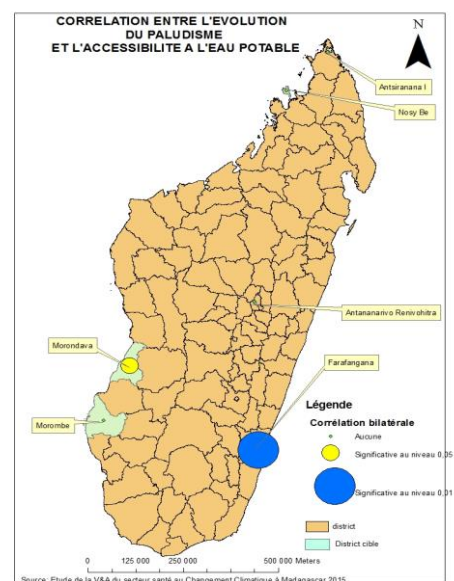 CORRELATION ENTRE L'EVOLUTION
DU PALUDISME
ET L'ACCESSIBILITE A L'EAU POTABLE
N
Antsiranana I
Nosy Be
Antananarivo Renivohitra
Morondava
Farafangana
Morombe
Légende
Corrélation bilatérale
Aucune
Significative au niveau 0,05
Significative au niveau 0,01
district
District cible
0 125 000 250 000 500 000 Meters
Source: Etude de la V&A du secteur santé au Changement Climatique à Madagascar 2015